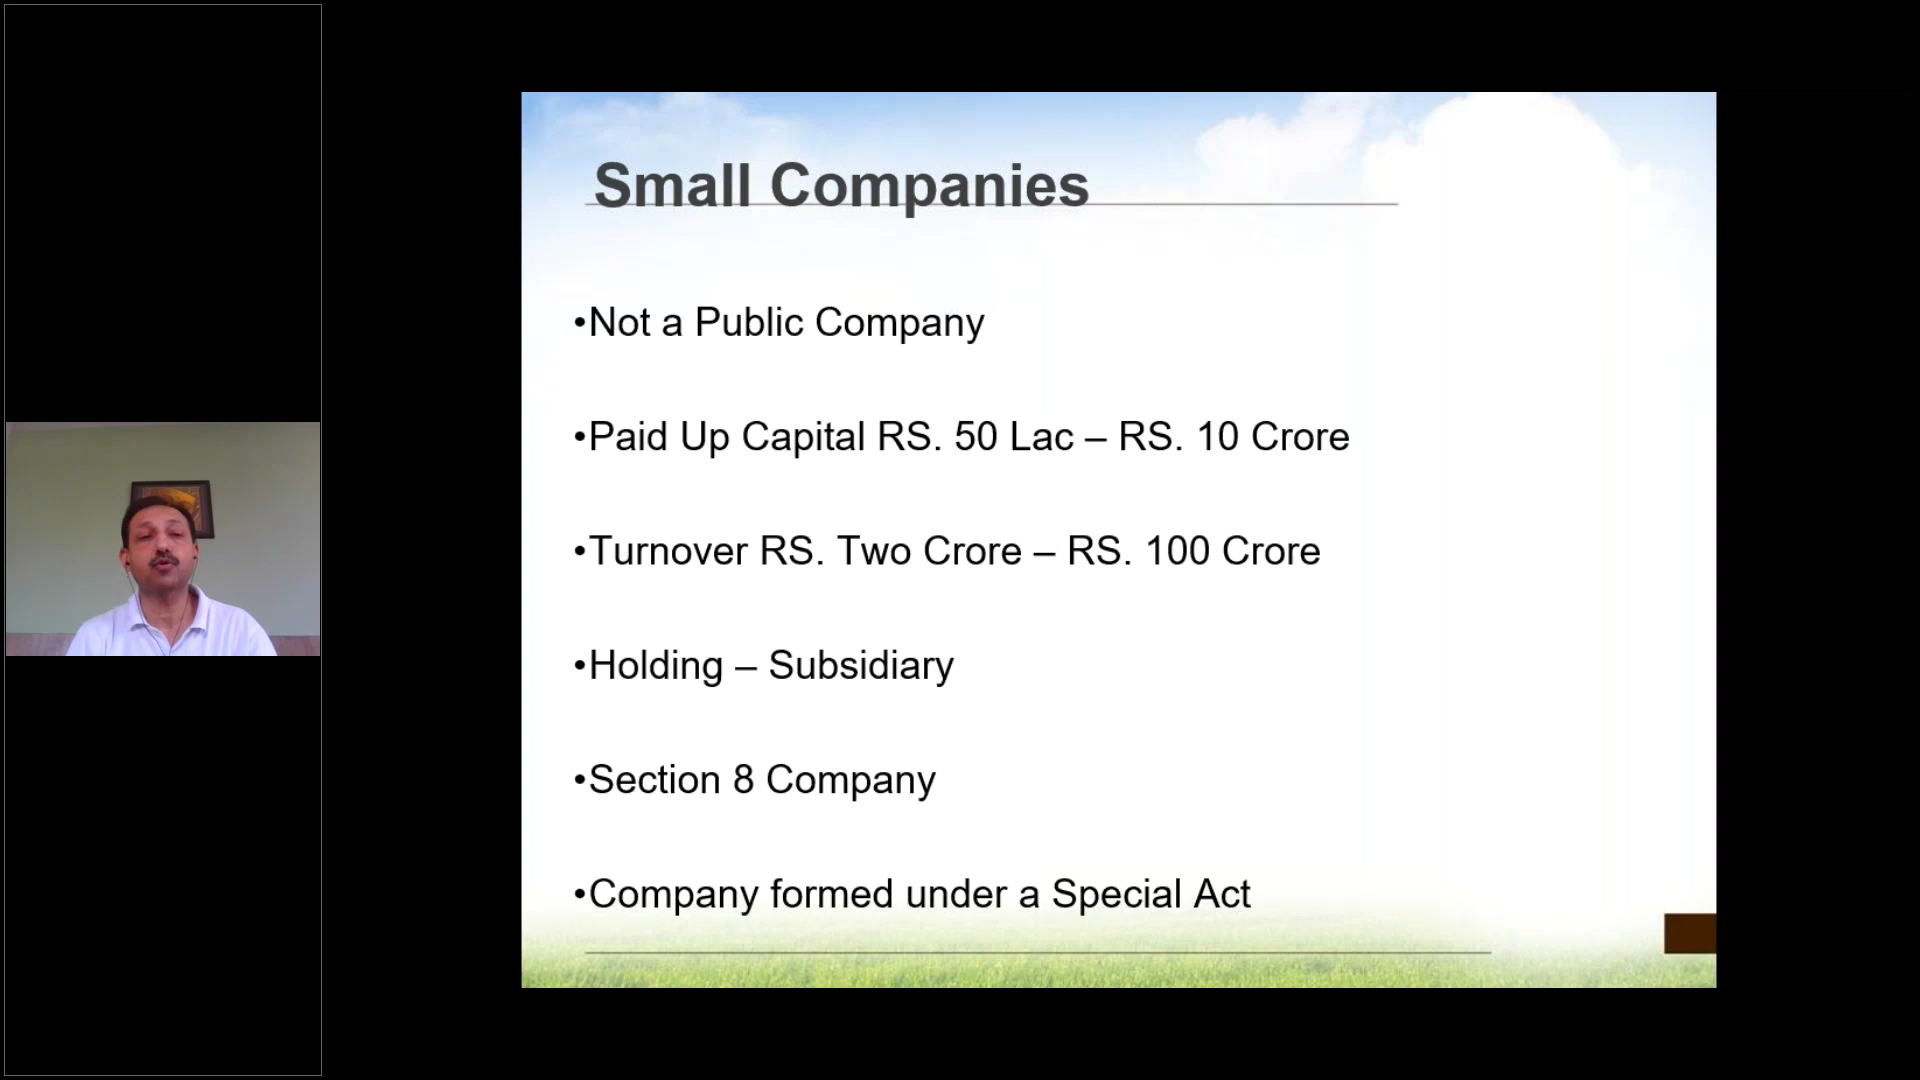 Small Companies
•Not a Public Company
•Paid Up Capital RS. 50 Lac – RS. 10 Crore
•Turnover RS. Two Crore – RS. 100 Crore
•Holding – Subsidiary
•Section 8 Company
•Company formed under a Special Act